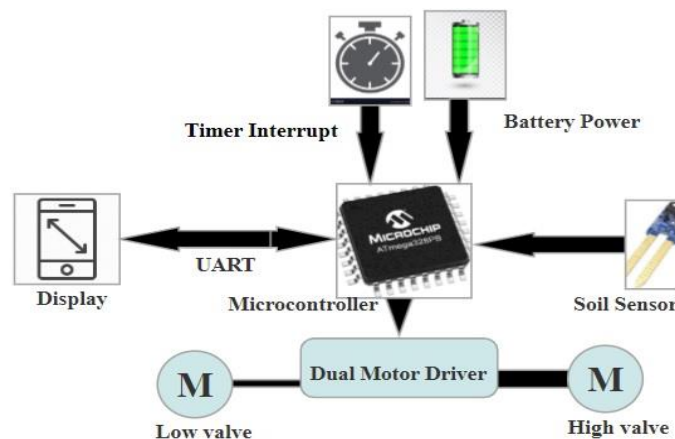 Timer Interrupt
Battery Power
MICROCHIP
ATmega328PB
UART
Display
Microcontroller
Soil Sensor
Dual Motor Driver
M
M
Low valve
High valve